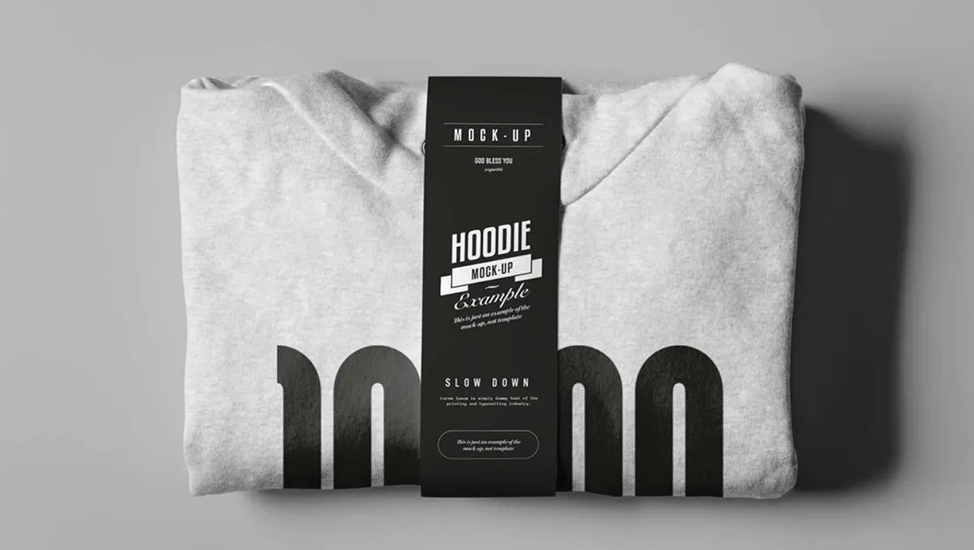 MOCK-UP
GOD BLESS YOU
HOODIE
MOCK-UP
Example
This is just an example of the
mock-up, not template
SLOW DOWN
Lorem Ipsum is simply dummy text of the
printing and typesetting industry.
This is just an example of the
mock-up, not template